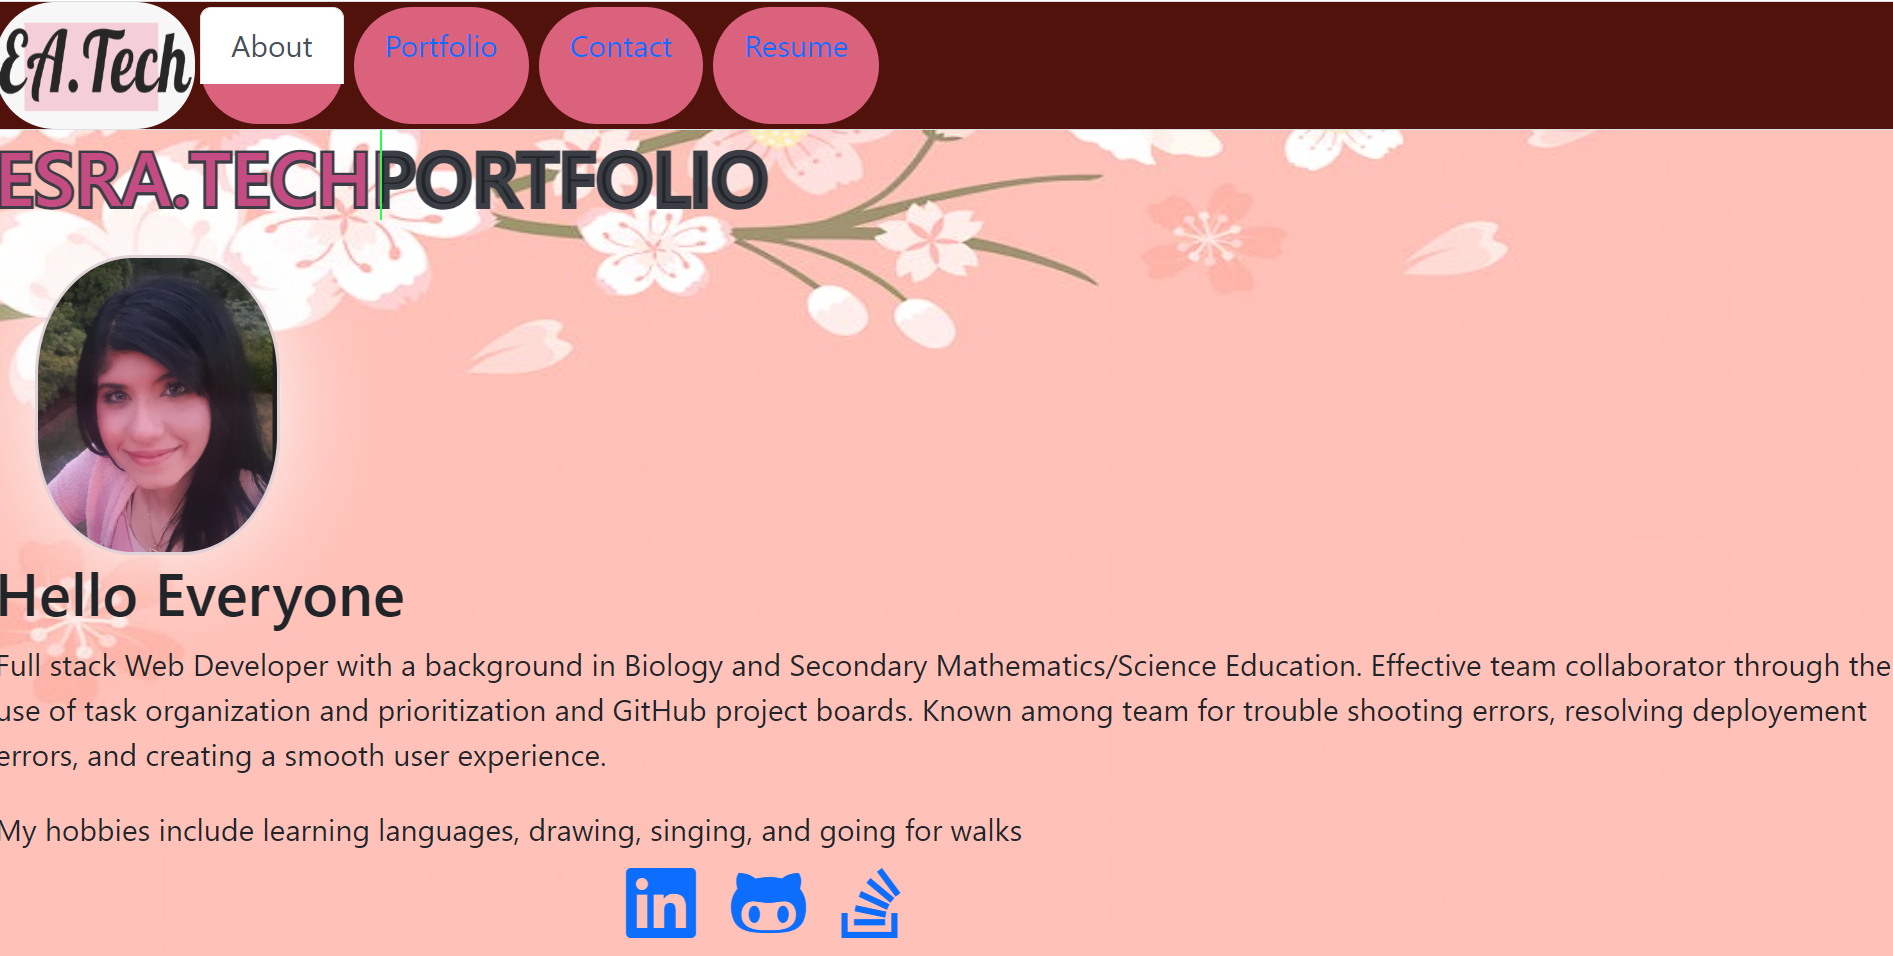 EA.Tech
About
Portfolio
Contact
Resume
ESRA.TECHPORTFOLIO
Hello Everyone
Full stack Web Developer with a background in Biology and Secondary Mathematics/Science Education. Effective team collaborator through the
use of task organization and prioritization and GitHub project boards. Known among team for trouble shooting errors, resolving deployement
errors, and creating a smooth user experience.
My hobbies include learning languages, drawing, singing, and going for walks
in